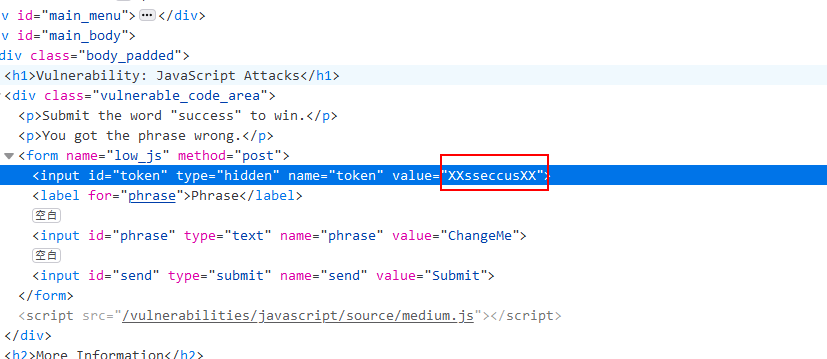 v id="main_menu">⋯</div>
v id="main_body">
div class="body_padded">
<h1>Vulnerability: JavaScript Attacks</h1>
<div class="vulnerable_code_area">
<p>Submit the word "success" to win.</p>
<p>You got the phrase wrong.</p>
<form name="low_js" method="post">
<input id="token" type="hidden" name="token" value="XXsseccusXX">
<label for="phrase">Phrase</label>
空白
<input id="phrase" type="text" name="phrase" value="ChangeMe">
空白
<input id="send" type="submit" name="send" value="Submit">
</form>
<script src="/vulnerabilities/javascript/source/medium.js"></script>
</div>
<h2>More Information</h2>